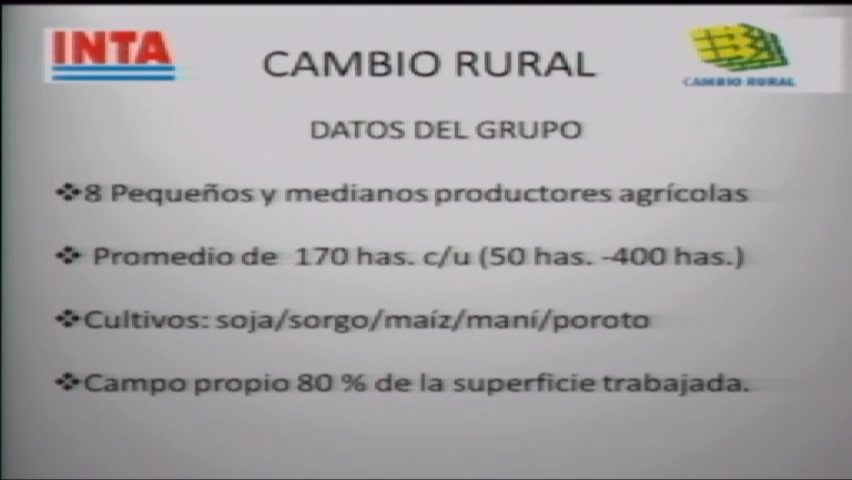 INTA
CAMBIO RURAL
CAMBIO RURAL
DATOS DEL GRUPO
❖8 Pequeños y medianos productores agrícolas
❖ Promedio de 170 has. c/u (50 has. -400 has.)
❖Cultivos: soja/sorgo/maíz/maní/poroto
❖Campo propio 80 % de la superficie trabajada.